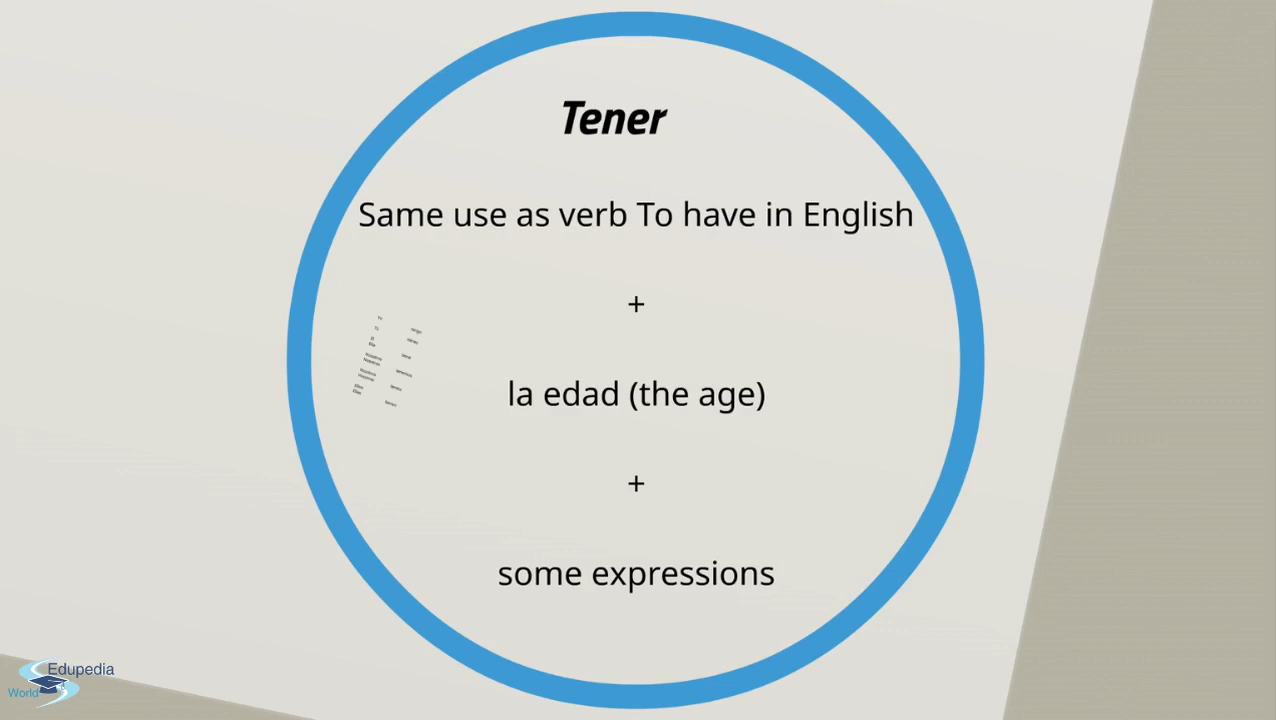 Tener
Same use as verb To have in English
+
la edad (the age)
+
some expressions
Edupedia
World